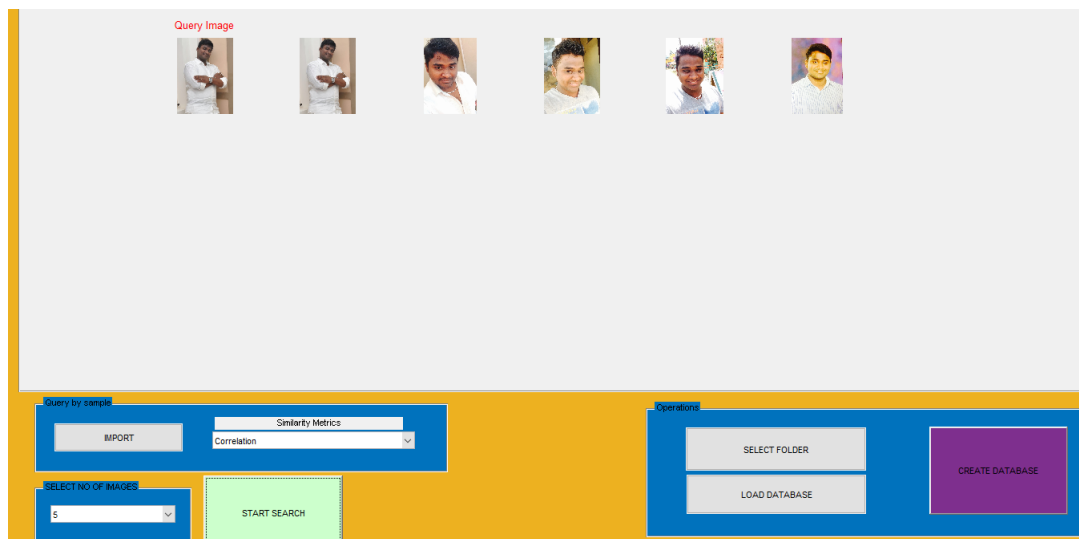 Query Image
Query by sample
IMPORT
Similarity Metrics
Correlation
SELECT NO OF IMAGES
5
START SEARCH
Operations
SELECT FOLDER
LOAD DATABASE
CREATE DATABASE